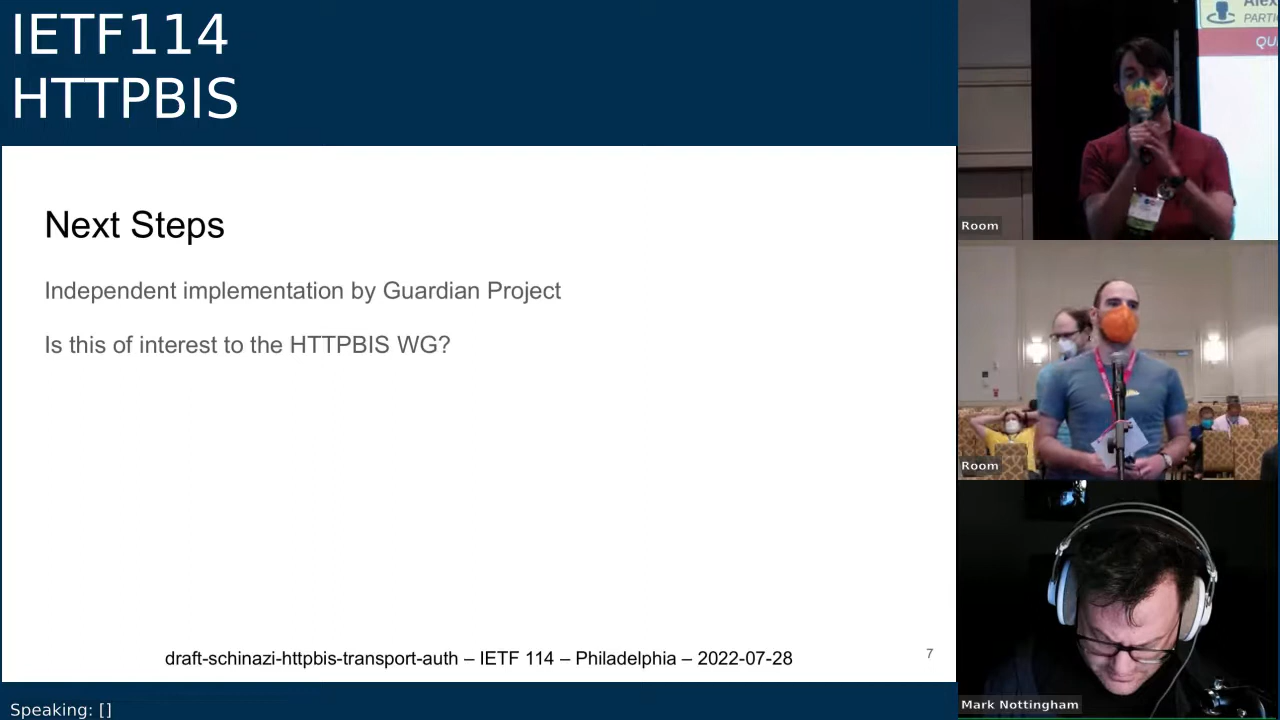 IETF114
HTTPBIS
Next Steps
Independent implementation by Guardian Project
Is this of interest to the HTTPBIS WG?
draft-schinazi-httpbis-transport-auth – IETF 114 – Philadelphia – 2022-07-28
7
Speaking: []
Room
Room
Mark Nottingham